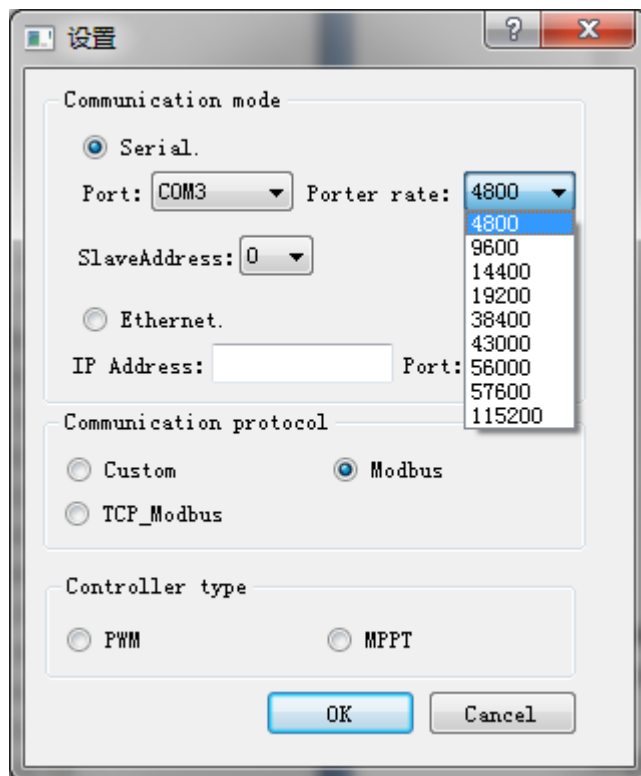 设置
Communication mode
Serial.
Port: COM3 Porter rate: 4800
4800
9600
14400
19200
38400
43000
56000
57600
115200
SlaveAddress: 0
Ethernet.
IP Address: Port:
Communication protocol
Custom Modbus
TCP_Modbus
Controller type
PWM MPPT
OK Cancel